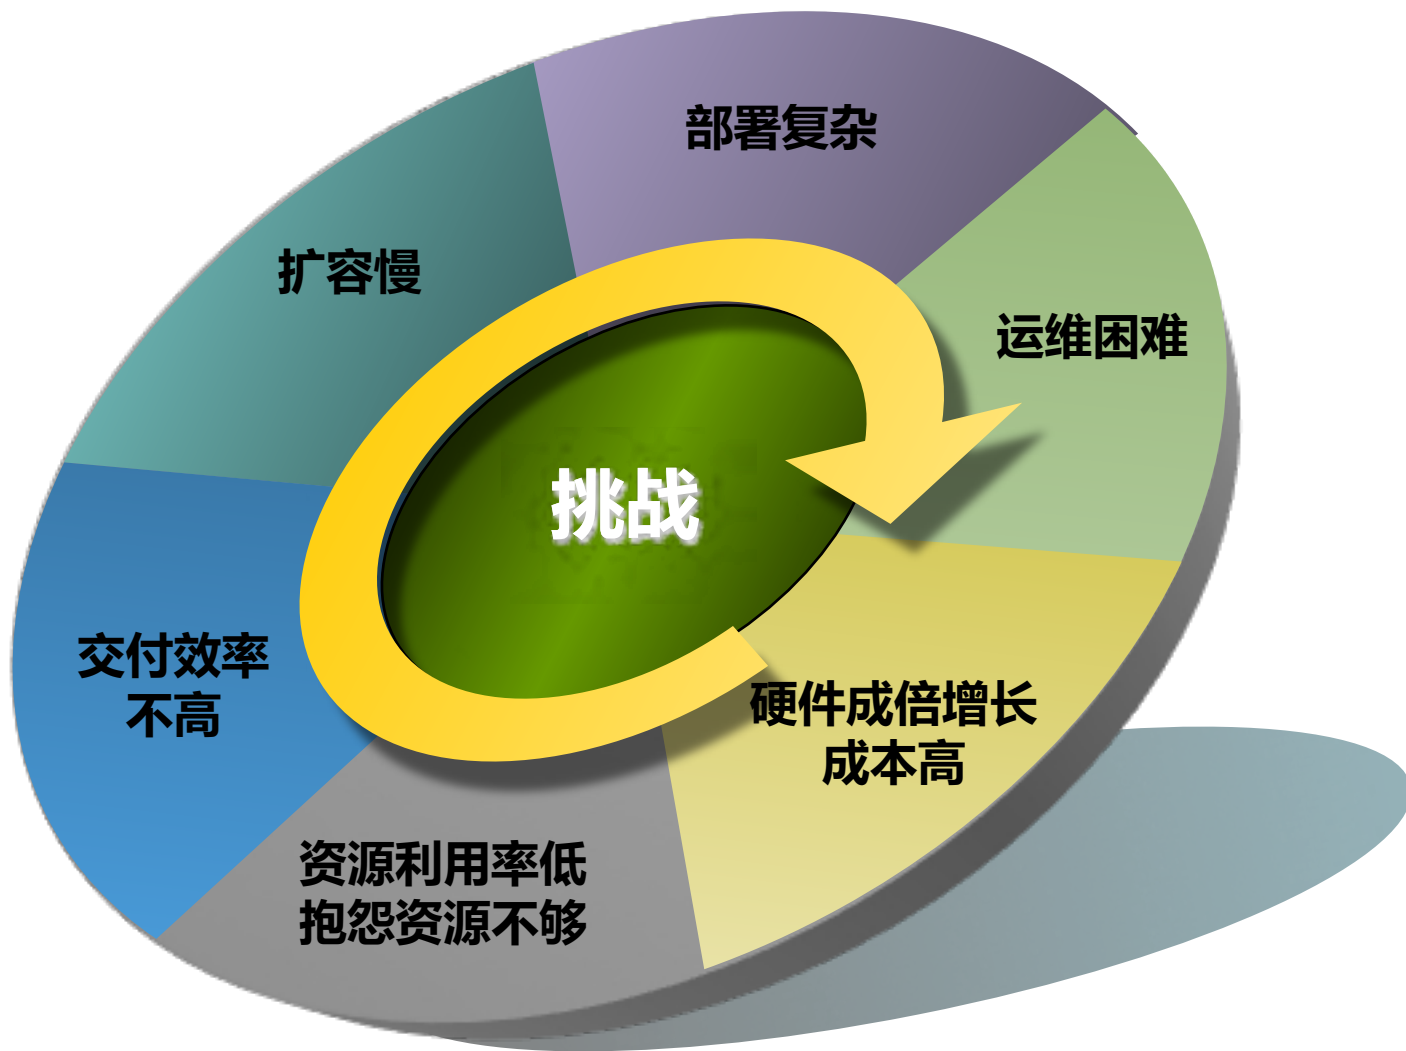 部署复杂
扩容慢
运维困难
挑战
交付效率
不高
硬件成倍增长
成本高
资源利用率低
抱怨资源不够